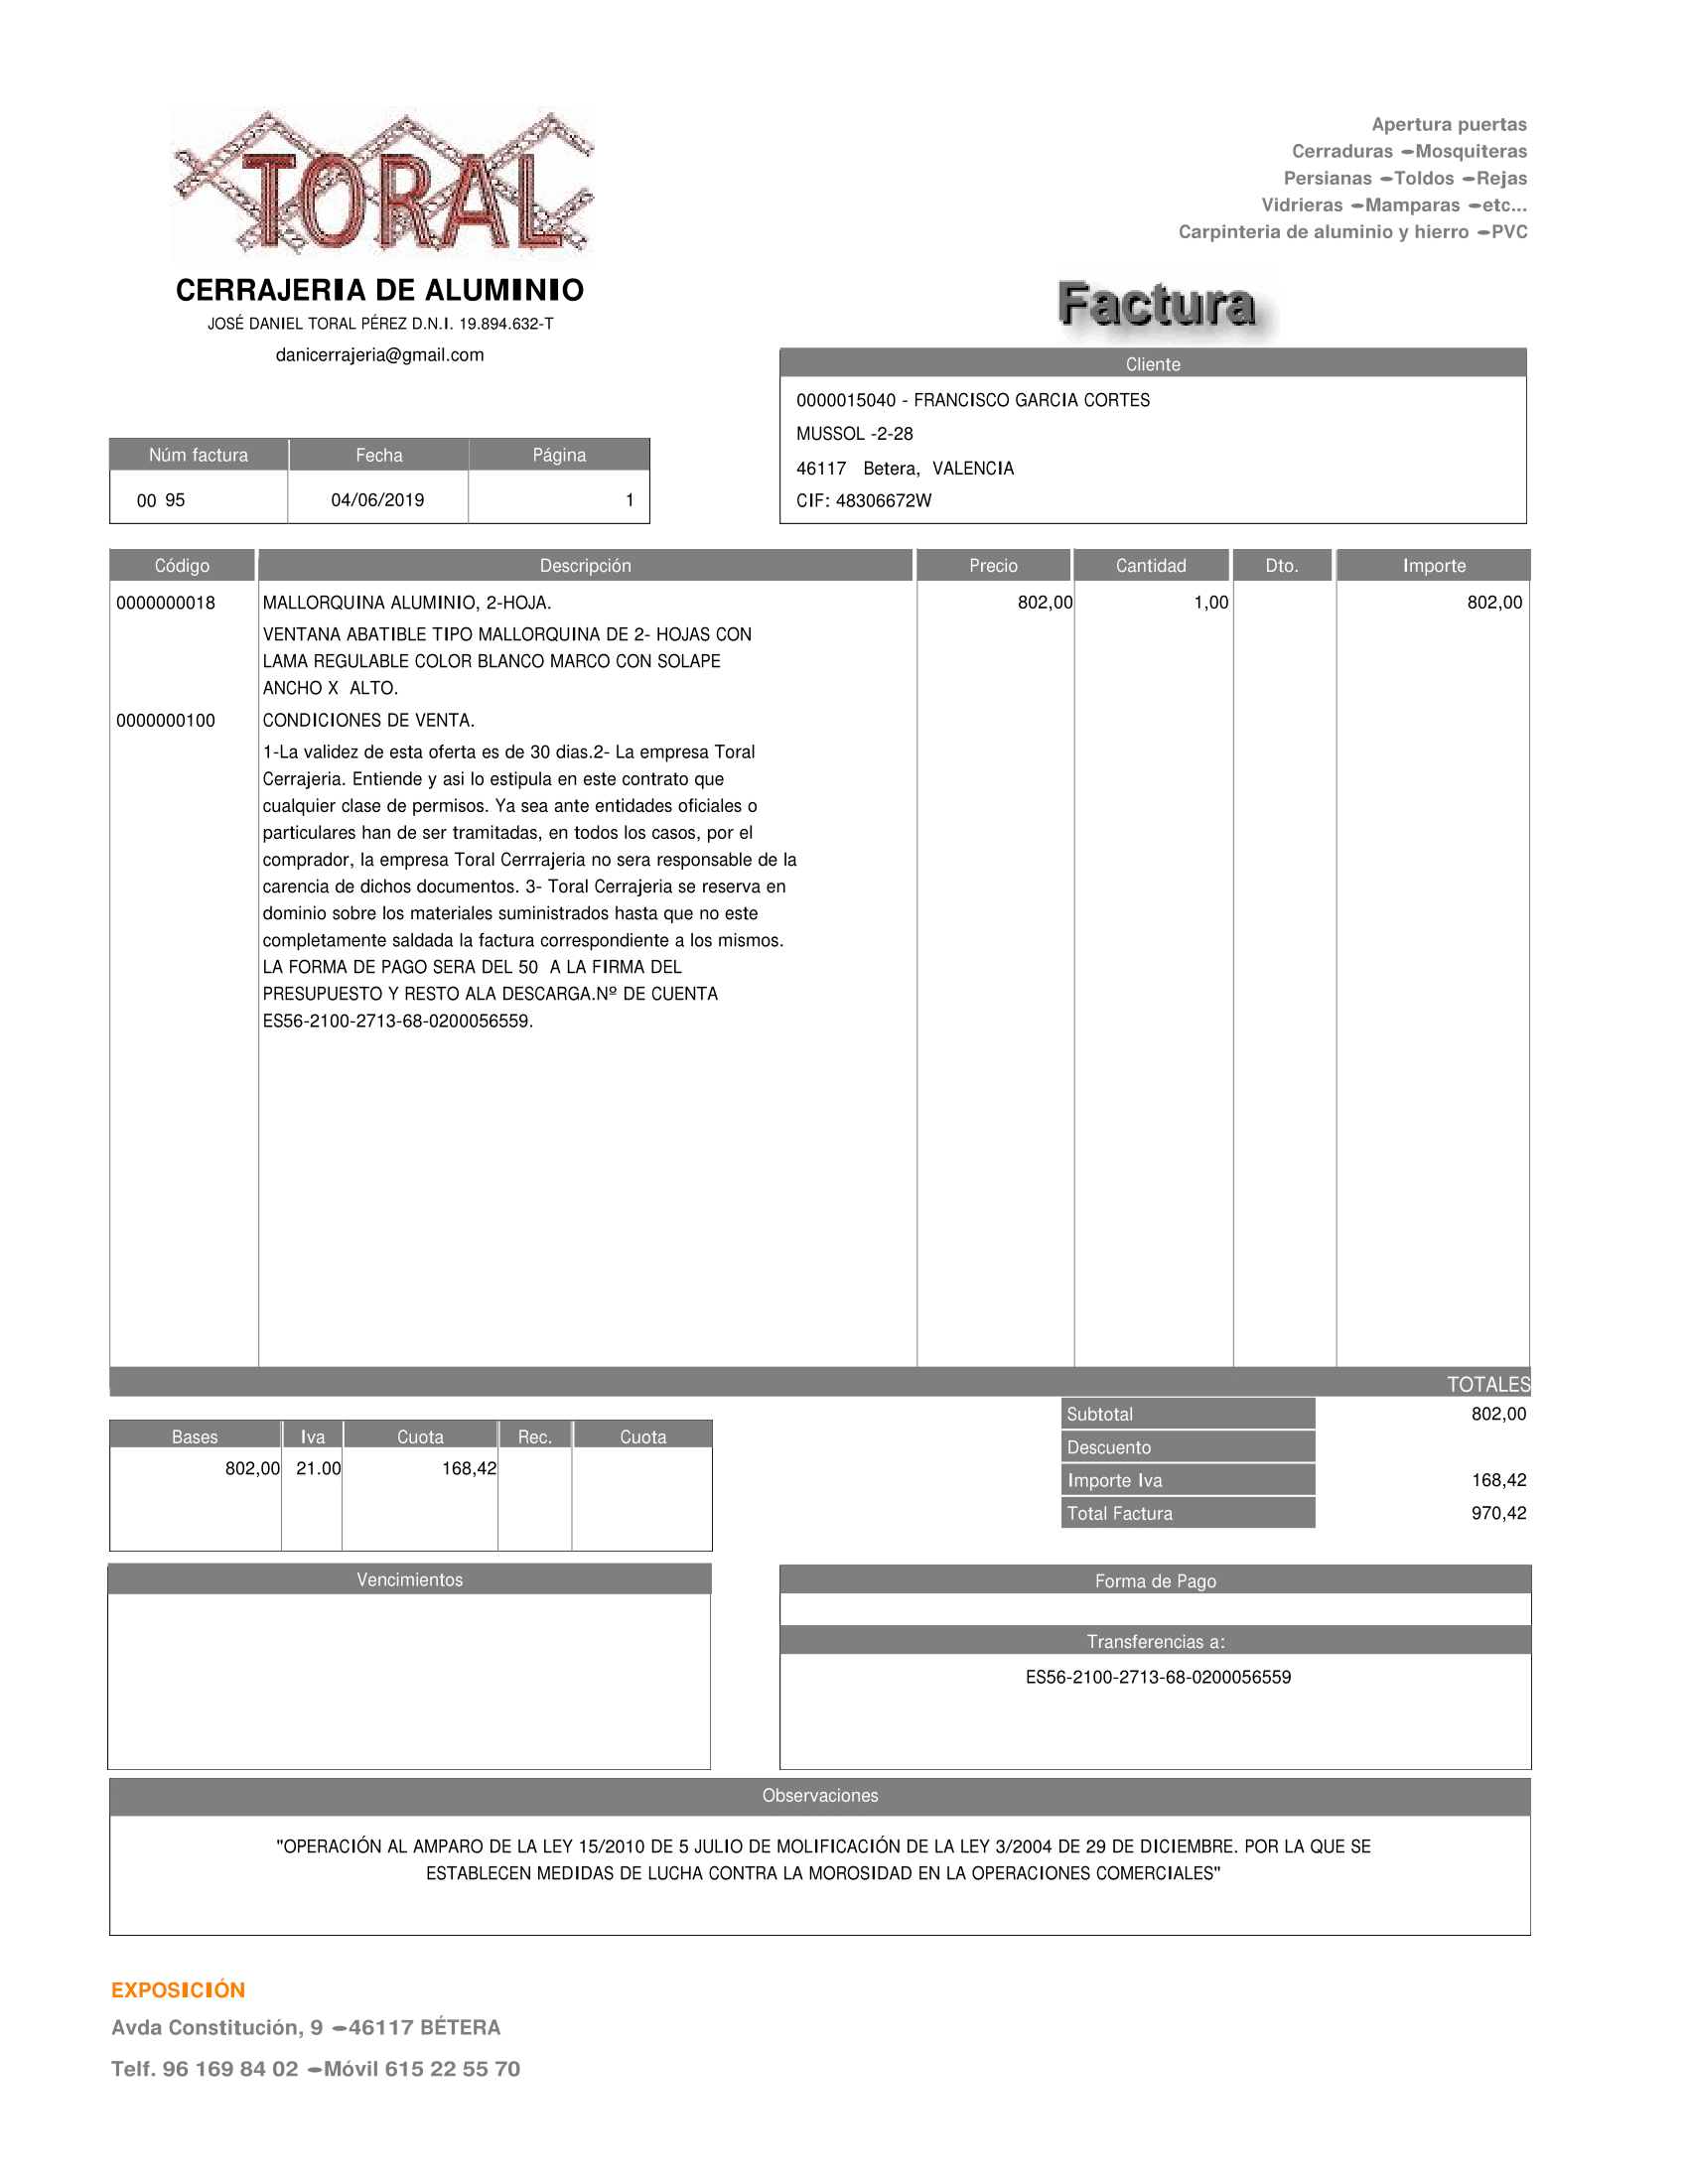 TORAL
CERRAJERIA DE ALUMINIO
JOSÉ DANIEL TORAL PÉREZ D.N.I. 19.894.632-T
danicerrajeria@gmail.com
Apertura puertas
Cerraduras -Mosquiteras
Persianas -Toldos -Rejas
Vidrieras -Mamparas -etc...
Carpinteria de aluminio y hierro -PVC
Factura
Cliente
0000015040 - FRANCISCO GARCIA CORTES
MUSSOL -2-28
46117 Betera, VALENCIA
CIF: 48306672W
Núm factura Fecha Página
00 95 04/06/2019 1
Código Descripción Precio Cantidad Dto. Importe
0000000018 MALLORQUINA ALUMINIO, 2-HOJA. 802,00 1,00 802,00
VENTANA ABATIBLE TIPO MALLORQUINA DE 2- HOJAS CON
LAMA REGULABLE COLOR BLANCO MARCO CON SOLAPE
ANCHO X ALTO.
0000000100 CONDICIONES DE VENTA.
1-La validez de esta oferta es de 30 dias.2- La empresa Toral
Cerrajeria. Entiende y asi lo estipula en este contrato que
cualquier clase de permisos. Ya sea ante entidades oficiales o
particulares han de ser tramitadas, en todos los casos, por el
comprador, la empresa Toral Cerrrajeria no sera responsable de la
carencia de dichos documentos. 3- Toral Cerrajeria se reserva en
dominio sobre los materiales suministrados hasta que no este
completamente saldada la factura correspondiente a los mismos.
LA FORMA DE PAGO SERA DEL 50 A LA FIRMA DEL
PRESUPUESTO Y RESTO ALA DESCARGA.Nº DE CUENTA
ES56-2100-2713-68-0200056559.
TOTALES
Subtotal 802,00
Descuento
Importe Iva 168,42
Total Factura 970,42
Bases Iva Cuota Rec. Cuota
802,00 21.00 168,42
Vencimientos
Forma de Pago
Transferencias a:
ES56-2100-2713-68-0200056559
Observaciones
"OPERACIÓN AL AMPARO DE LA LEY 15/2010 DE 5 JULIO DE MOLIFICACIÓN DE LA LEY 3/2004 DE 29 DE DICIEMBRE. POR LA QUE SE
ESTABLECEN MEDIDAS DE LUCHA CONTRA LA MOROSIDAD EN LA OPERACIONES COMERCIALES"
EXPOSICIÓN
Avda Constitución, 9 -46117 BÉTERA
Telf. 96 169 84 02 -Móvil 615 22 55 70